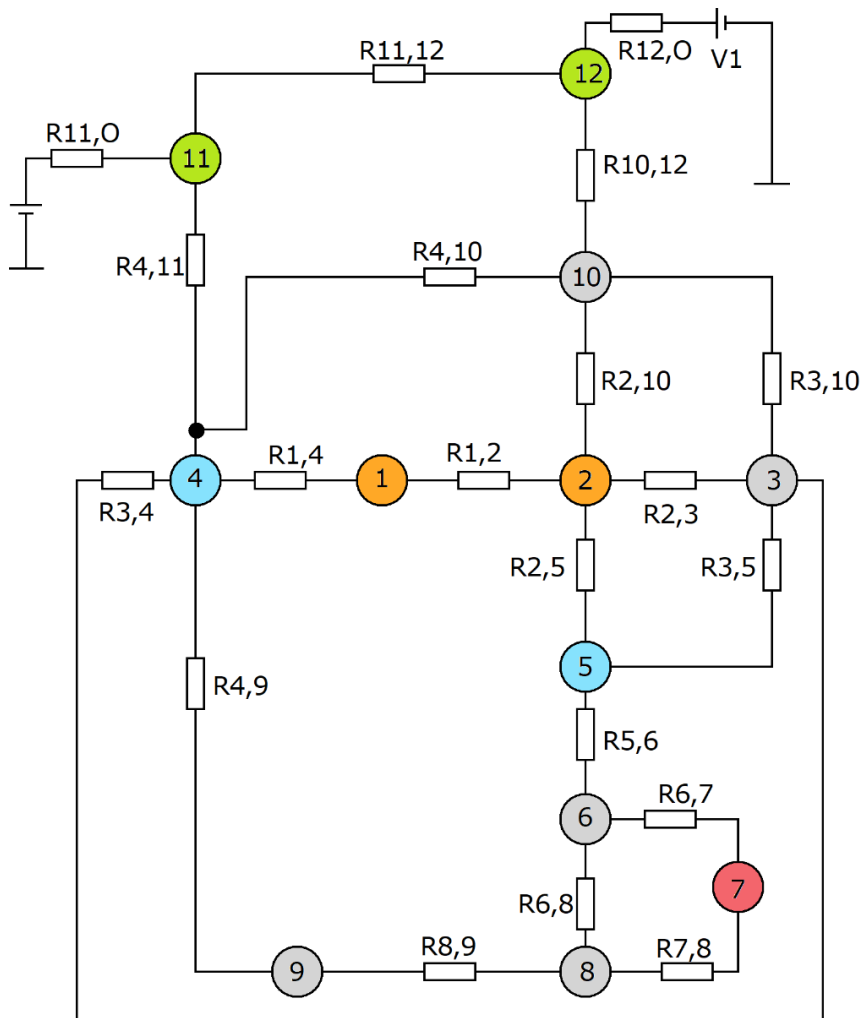 R11,12
12
R12,O
V1
R11,O
11
R10,12
R4,11
R4,10
10
R2,10
R3,10
R1,4
R1,2
4
1
2
3
R3,4
R2,3
R2,5
R3,5
5
R4,9
R5,6
6
R6,7
7
R6,8
R8,9
9
8
R7,8